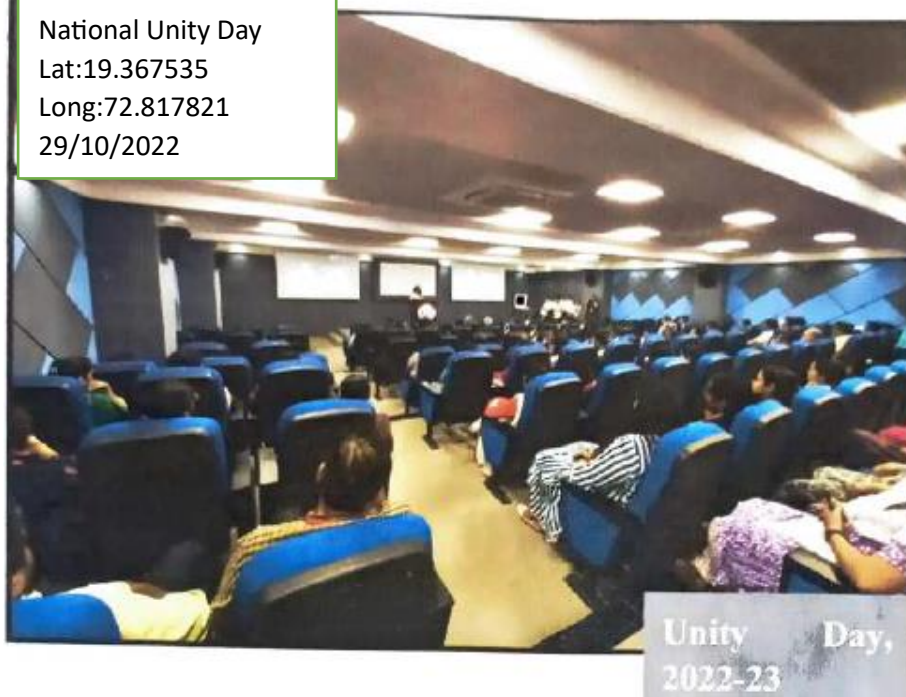 National Unity Day
Lat:19.367535
Long:72.817821
29/10/2022
Unity Day,
2022-23